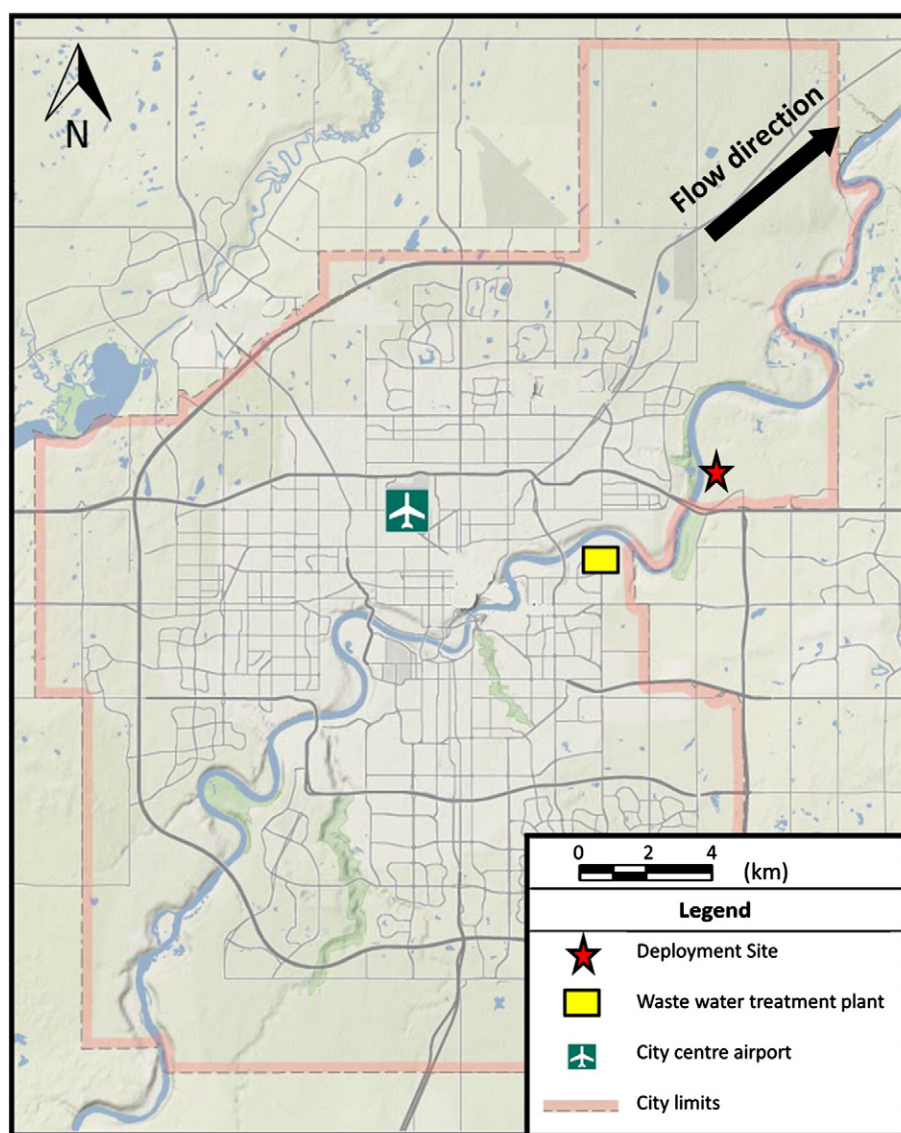 N
Flow direction
0 2 4
(km)
Legend
Deployment Site
Waste water treatment plant
City centre airport
City limits